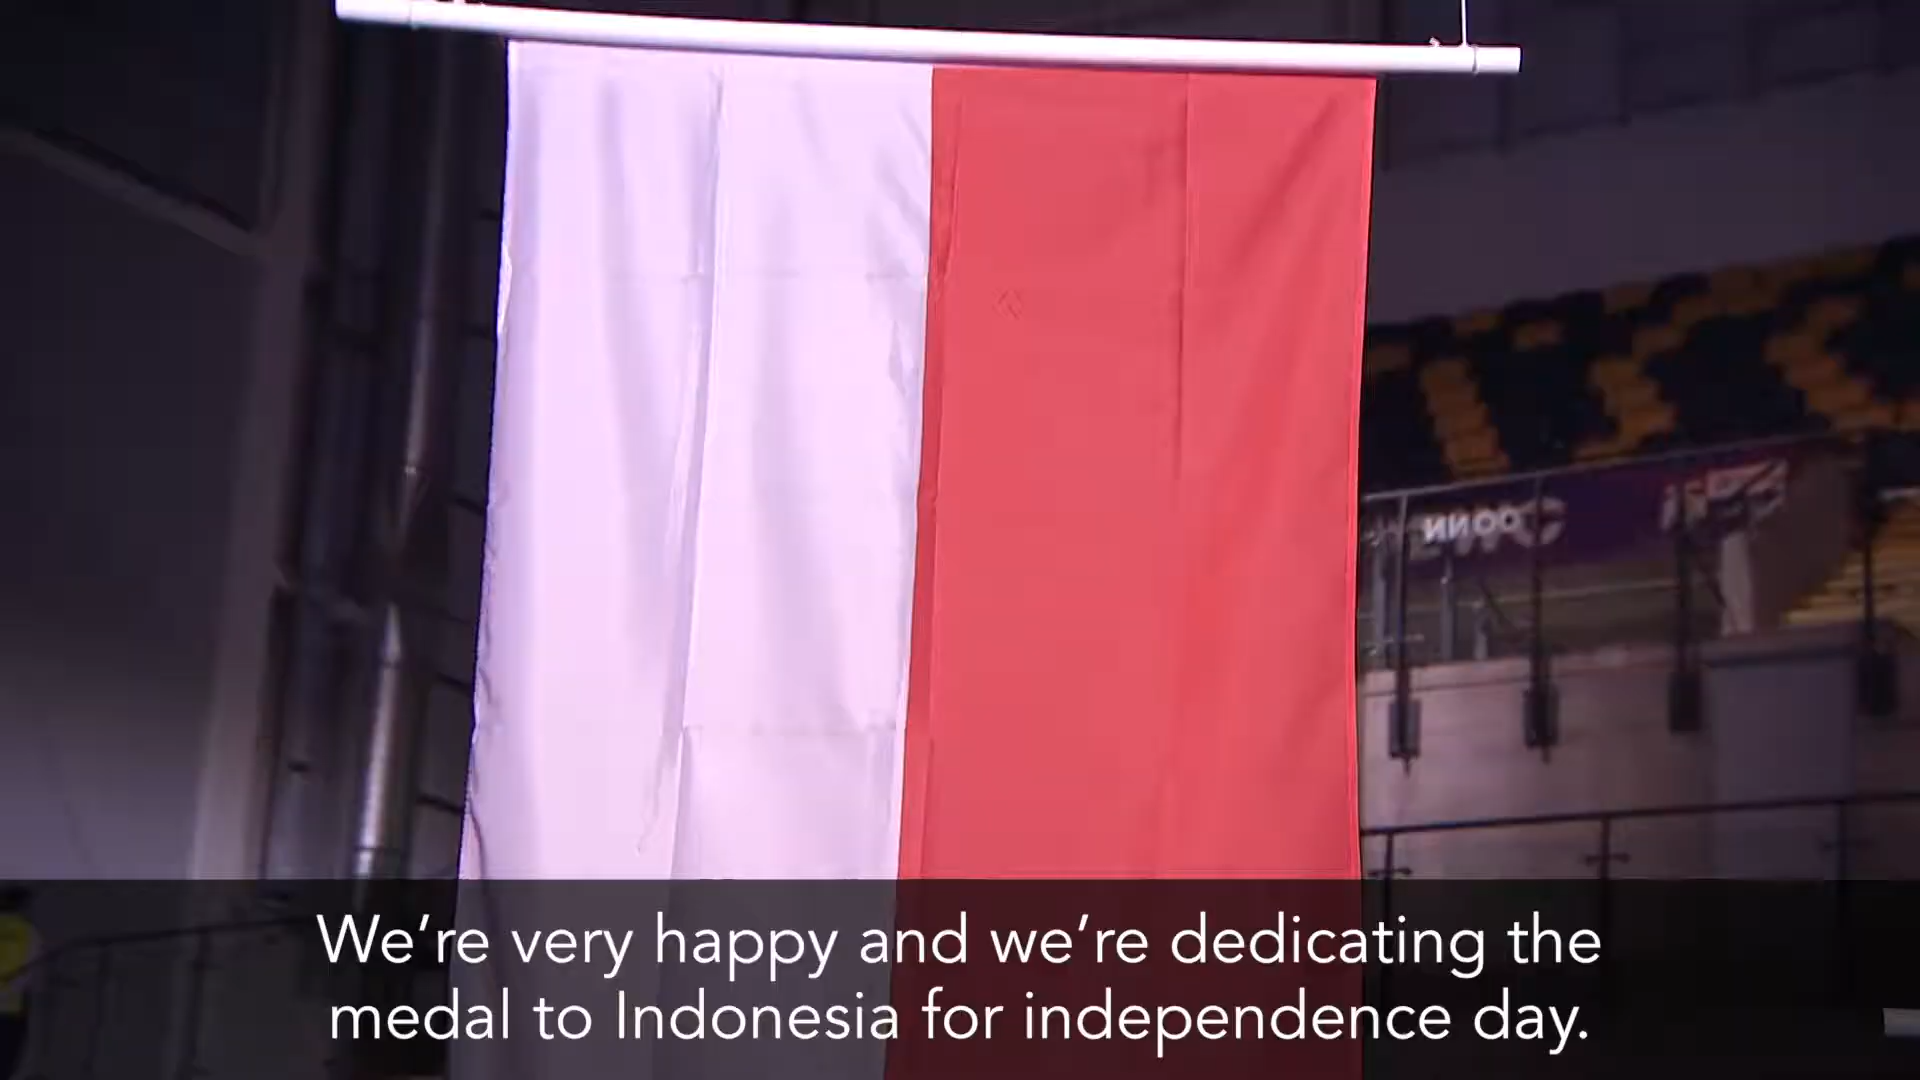 We’re very happy and we’re dedicating the
medal to Indonesia for independence day.